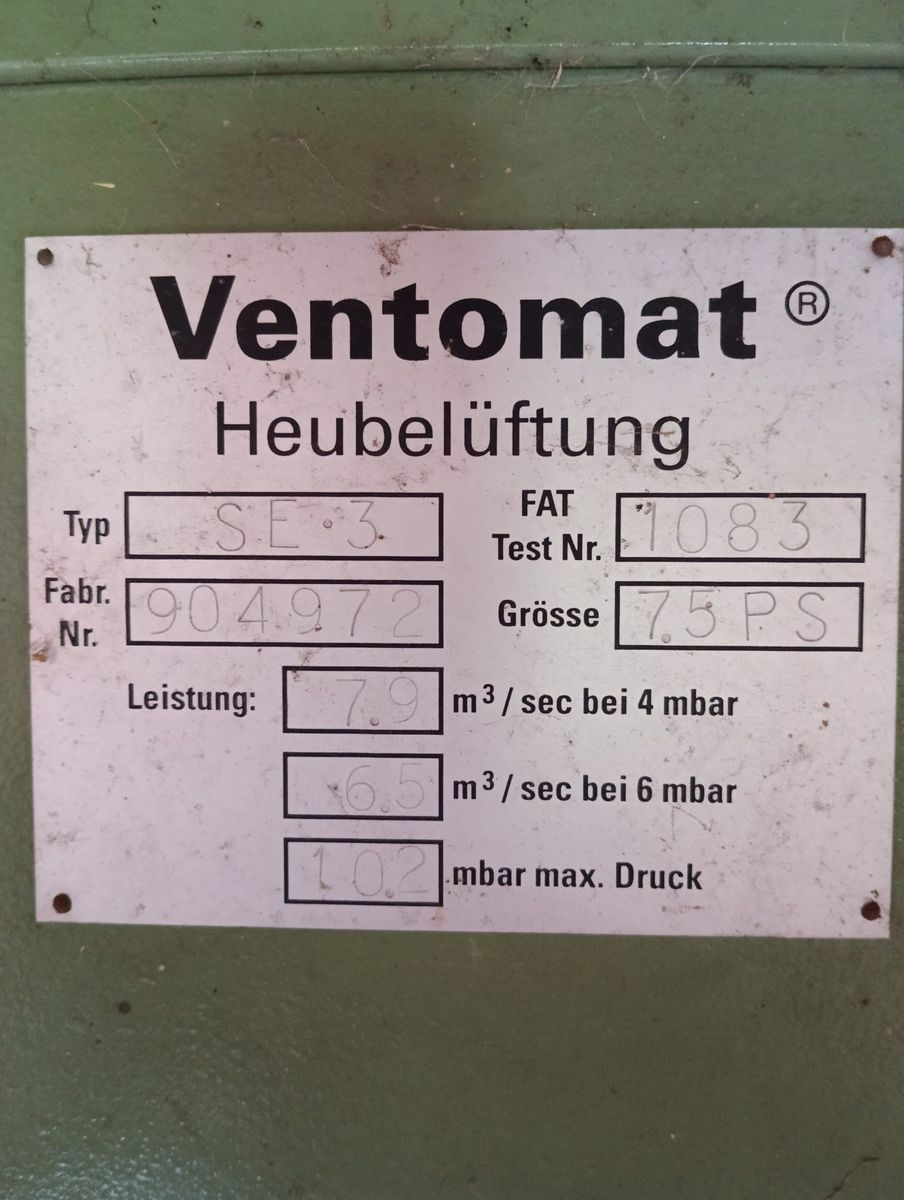 Ventomat ®
Heubelüftung
Typ SE.3 FAT Test Nr. 1083
Fabr. Nr. 904972 Grösse 7.5 PS
Leistung: 7.9 m³/sec bei 4 mbar
6.5 m³/sec bei 6 mbar
10.2 mbar max. Druck